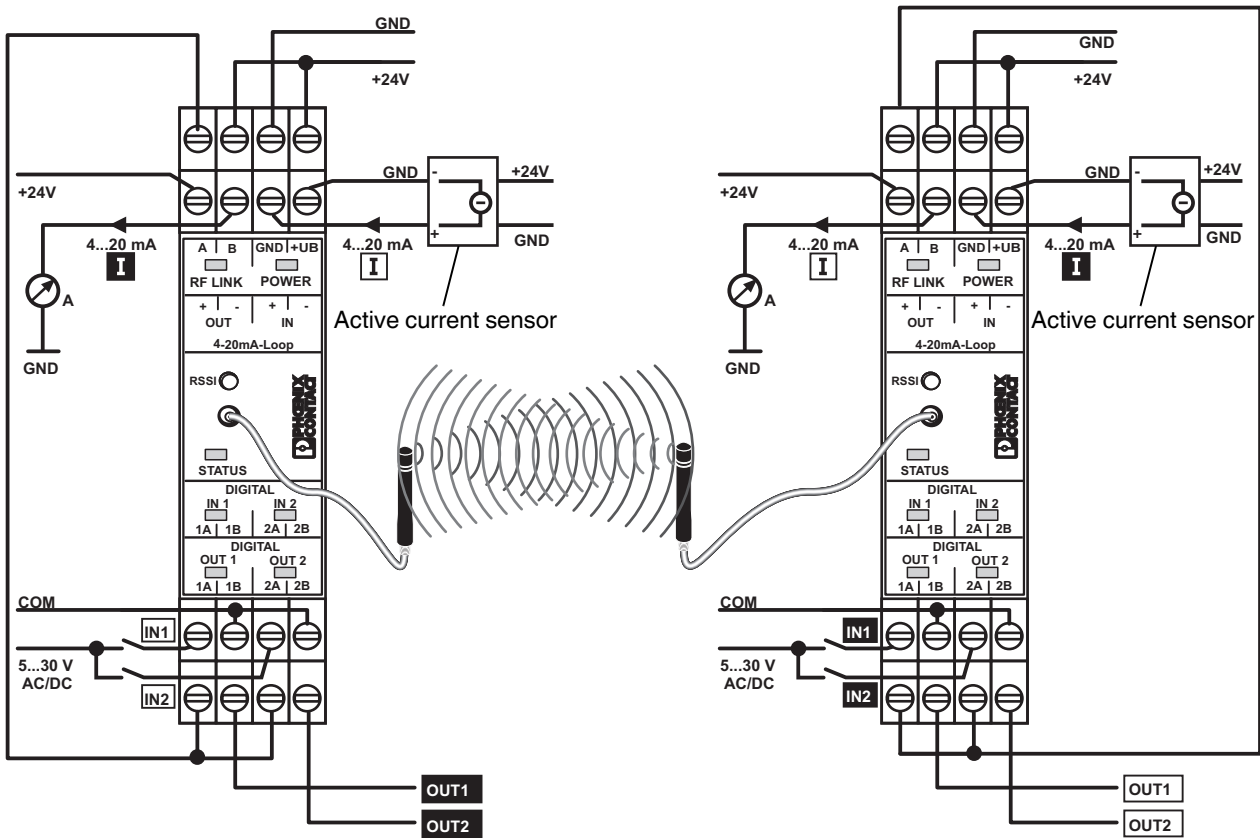 GND
+24V
+24V
GND
-
+24V
+
GND
4...20 mA
I
4...20 mA
I
A B GND +UB
RF LINK POWER
A
+ - + -
OUT IN
4-20mA-Loop
Active current sensor
GND
RSSI
PHŒNIX
CONTACT
STATUS
DIGITAL
IN 1 IN 2
1A 1B 2A 2B
DIGITAL
OUT 1 OUT 2
1A 1B 2A 2B
COM
IN1
5...30 V
AC/DC
IN2
OUT1
OUT2
GND
+24V
+24V
GND
-
+24V
+
GND
4...20 mA
I
4...20 mA
I
A B GND +UB
RF LINK POWER
A
+ - + -
OUT IN
4-20mA-Loop
Active current sensor
GND
RSSI
PHŒNIX
CONTACT
STATUS
DIGITAL
IN 1 IN 2
1A 1B 2A 2B
DIGITAL
OUT 1 OUT 2
1A 1B 2A 2B
COM
IN1
5...30 V
AC/DC
IN2
OUT1
OUT2